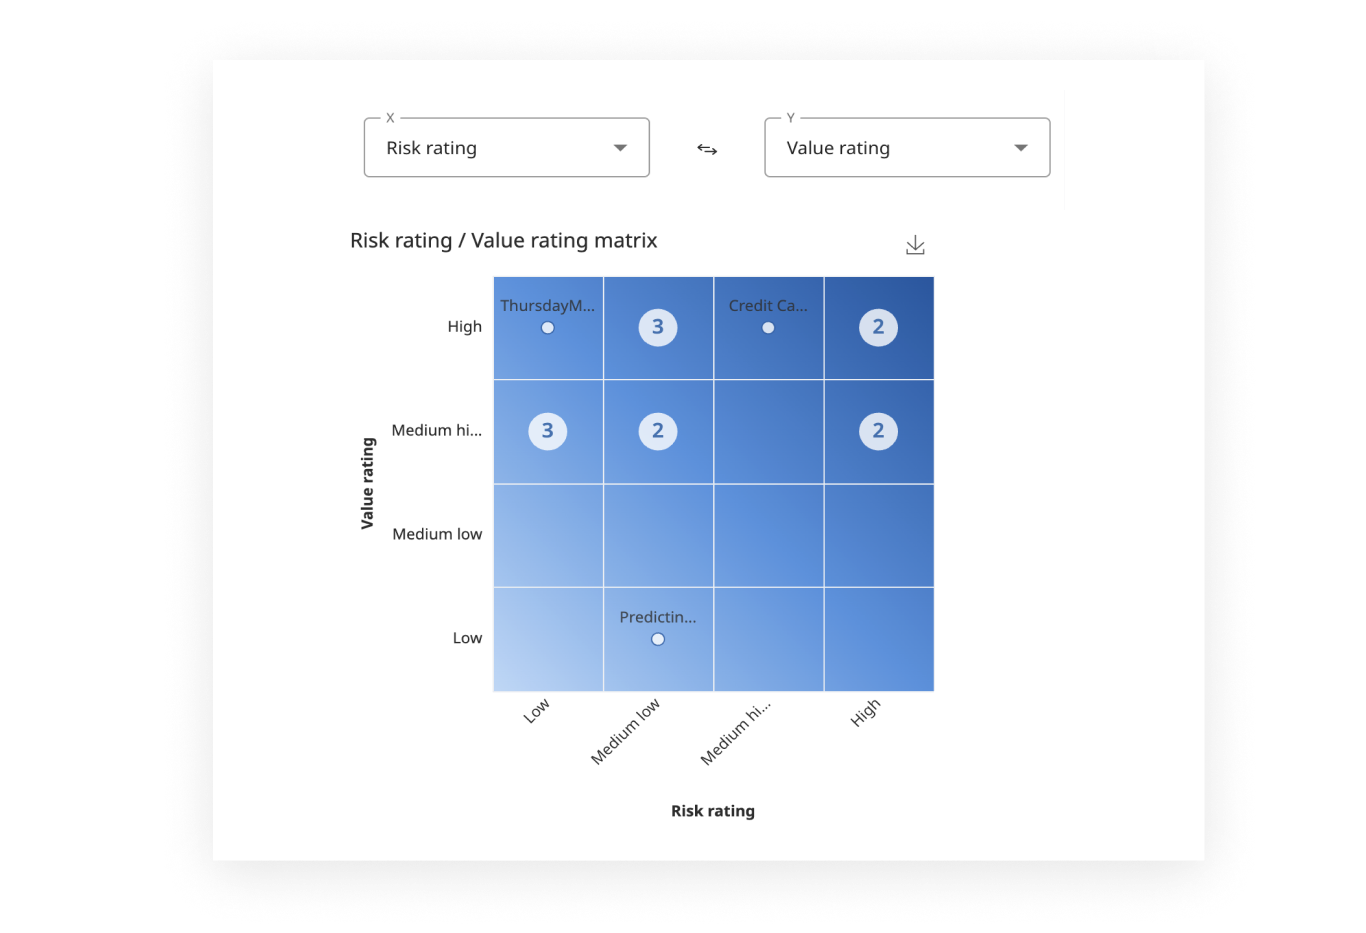 X
Risk rating
Y
Value rating
Risk rating / Value rating matrix
High
ThursdayM...
3
Credit Ca...
2
Medium hi...
3
2
2
Value rating
Medium low
Low
Predictin...
Low
Medium low
Medium hi...
High
Risk rating